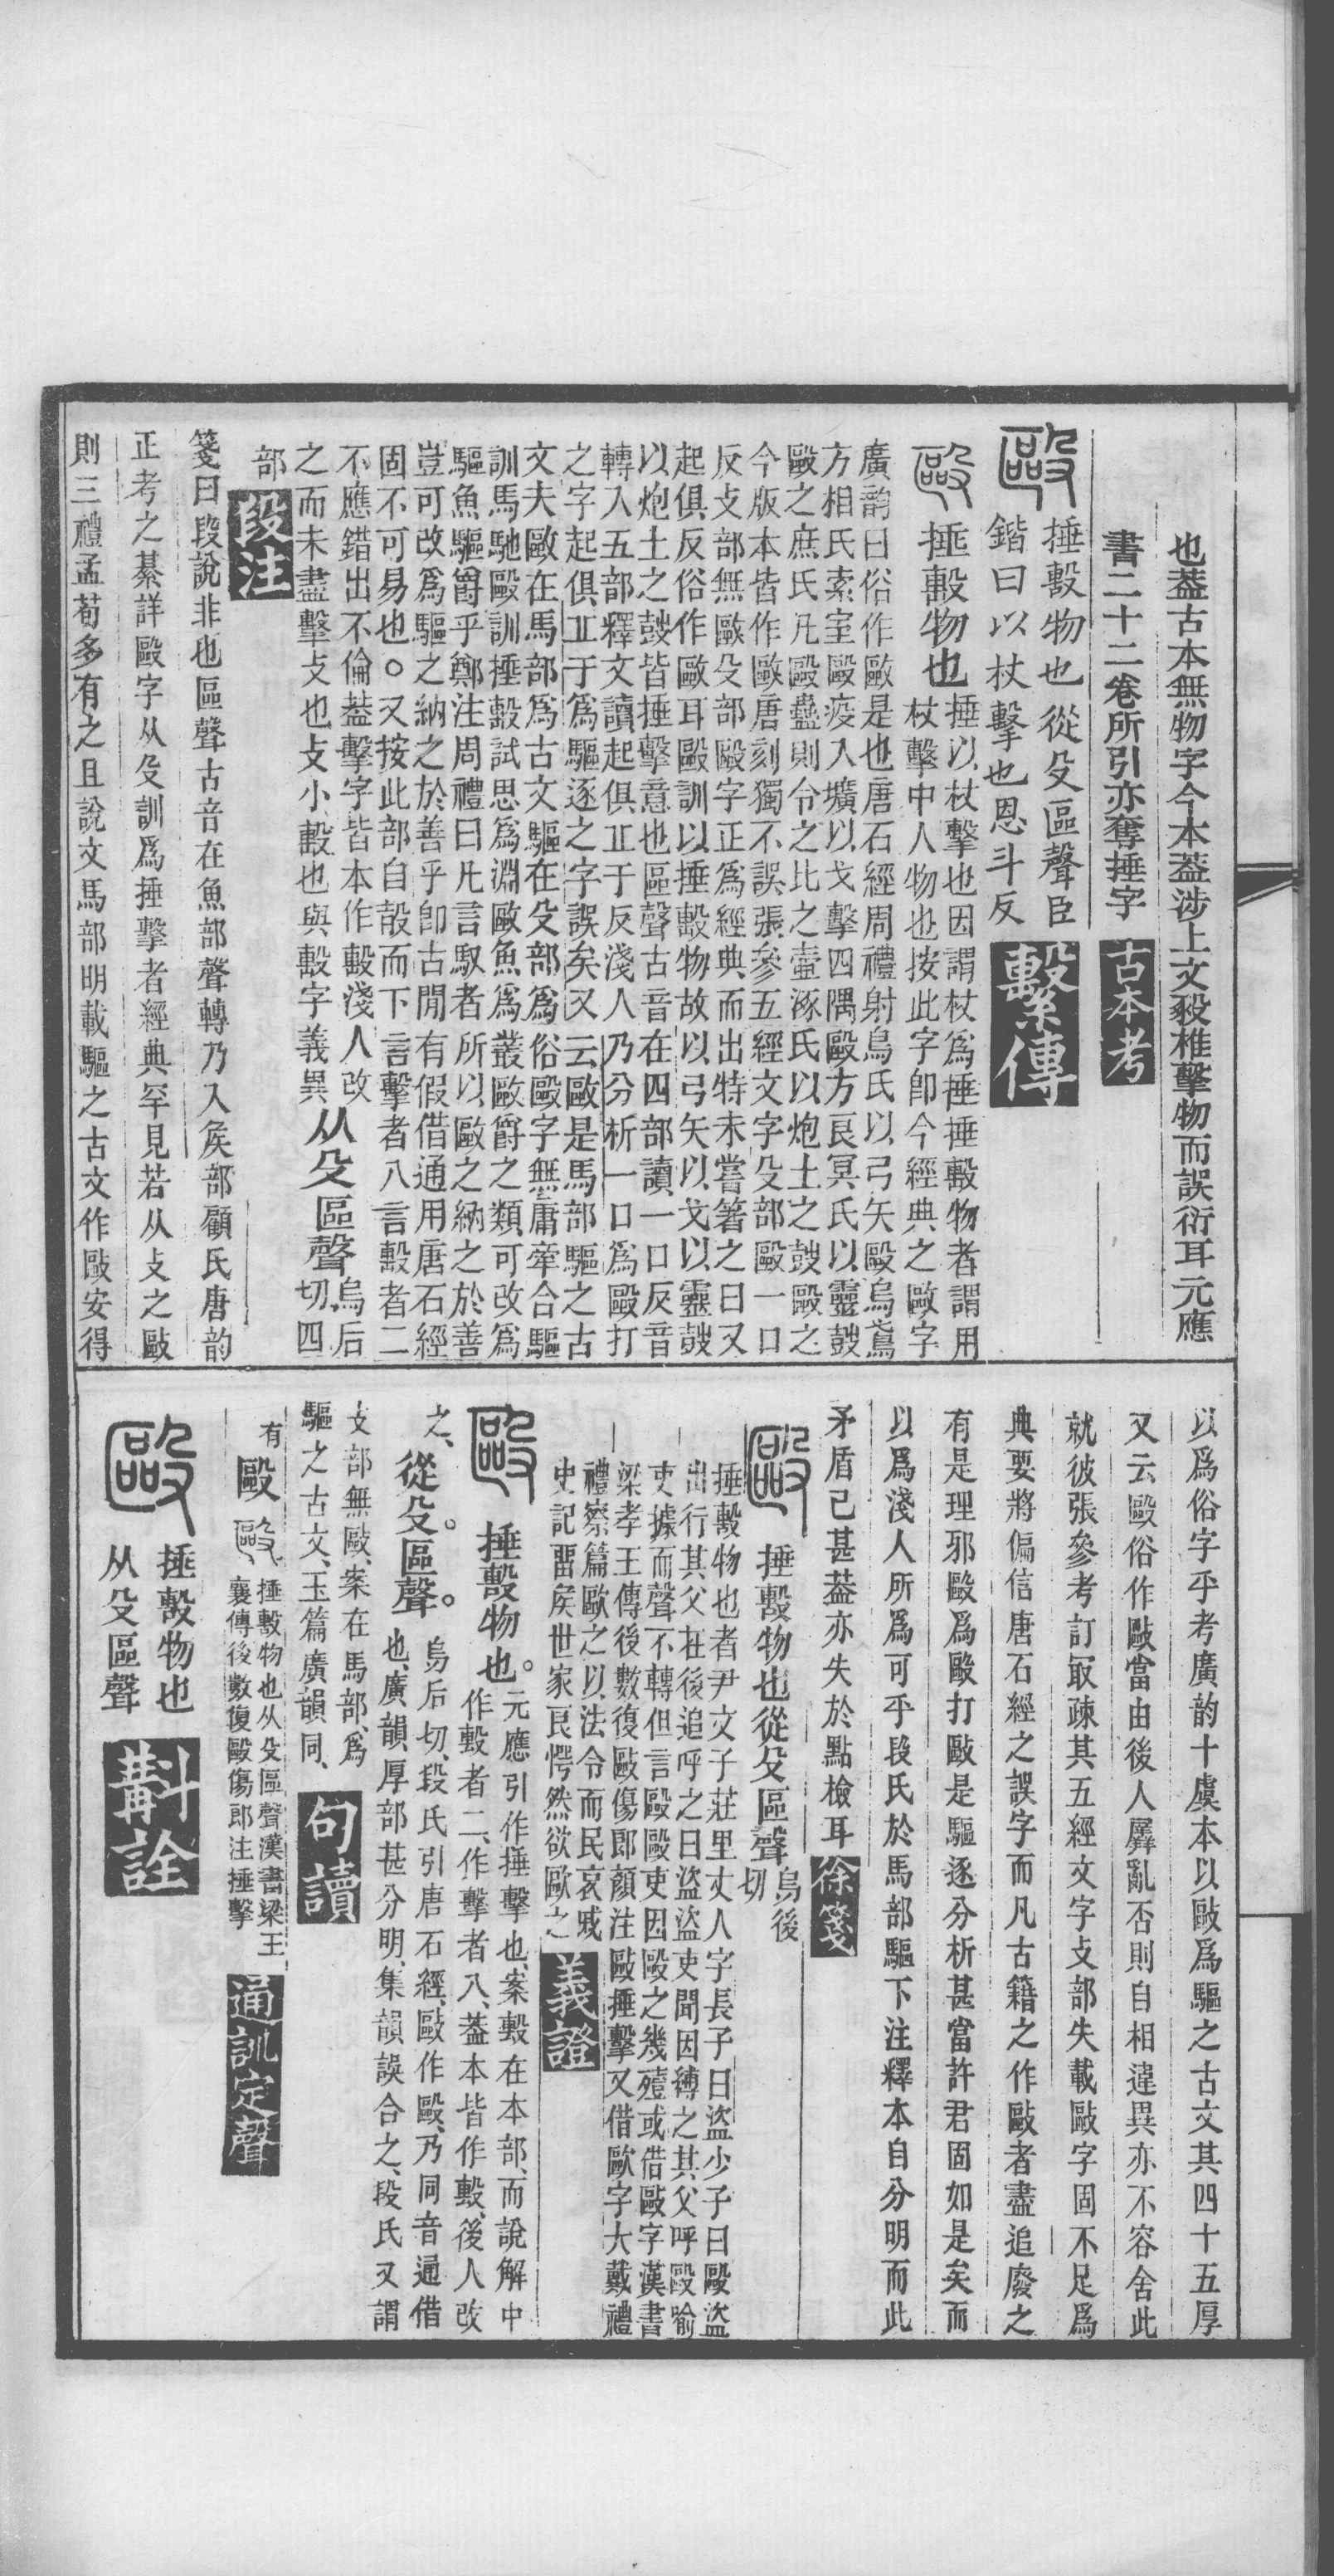 也葢古本無物字今本葢涉上文毇椎擊物而誤衍耳元應
書二十二卷所引亦奪捶字 古本考
毆 捶毄物也從殳區聲臣
鍇曰以杖擊也恩斗反 繫傳
毆 捶毄物也 捶以杖擊也因謂杖爲捶捶毄物者謂用
杖擊中人物也按此字卽今經典之敺字
廣韵曰俗作敺是也唐石經周禮射鳥氏以弓矢毆烏鳶
方相氏索室毆疫入壙以戈擊四隅毆方良冥氏以靈鼓
毆之庶氏凡毆蠱則令之比之壺涿氏以炮土之鼓毆之
今版本皆作敺唐刻獨不誤張參五經文字殳部毆一口
反攴部無敺殳部毆字正爲經典而出特未嘗箸之曰又
起俱反俗作敺耳毆訓以捶毄物故以弓矢以戈以靈鼓
以炮土之鼓皆捶擊意也區聲古音在四部讀一口反音
轉入五部釋文讀起俱丘于反淺人乃分析一口爲毆打
之字起俱丘于爲驅逐之字誤矣又云敺是馬部驅之古
文夫敺在馬部爲古文驅在殳部爲俗毆字無庸牽合驅
訓馬馳毆訓捶毄試思爲淵敺魚爲叢敺爵之類可改爲
驅魚驅爵乎鄭注周禮曰凡言馭者所以敺之納之於善
豈可改爲驅之納之於善乎卽古閒有假借通用唐石經
固不可易也○又按此部自㱿而下言擊者八言毄者二
不應錯出不倫葢擊字皆本作毄淺人改
之而未盡擊攴也攴小毄也與毄字義異 从殳區聲 烏后
切四
部 段注
箋曰段說非也區聲古音在魚部聲轉乃入矦部顧氏唐韵
正考之綦詳毆字从殳訓爲捶擊者經典罕見若从攴之敺
則三禮孟荀多有之且說文馬部明載驅之古文作敺安得
以爲俗字乎考廣韵十虞本以敺爲驅之古文其四十五厚
又云毆俗作敺當由後人羼亂否則自相違異亦不容舍此
就彼張參考訂最疎其五經文字攴部失載敺字固不足爲
典要將偏信唐石經之誤字而凡古籍之作敺者盡追廢之
有是理邪毆爲毆打敺是驅逐分析甚當許君固如是矣而
以爲淺人所爲可乎段氏於馬部驅下注釋本自分明而此
矛盾已甚葢亦失於點檢耳 徐箋
毆 捶毄物也從殳區聲 烏後
切
捶毄物也者尹文子莊里丈人字長子曰盜少子曰毆盜
出行其父在後追呼之曰盜盜吏聞因縛之其父呼毆喻
吏據而聲不轉但言毆毆吏因毆之幾殪或借敺字漢書
梁孝王傳後數復敺傷郎顏注敺捶擊又借歐字大戴禮
禮察篇歐之以法令而民哀戚
史記畱矦世家良愕然欲歐之 義證
毆 捶毄物也。 元應引作捶擊也、案毄在本部、而說解中
作毄者二、作擊者八、葢本皆作毄、後人改
之、 從殳。區聲。 烏后切、段氏引唐石經、敺作毆、乃同音通借
也、廣韻、厚部甚分明、集韻誤合之、段氏又謂
攴部無敺、案在馬部、爲
驅之古文、玉篇廣韻同、 句讀
有 毆 毆 捶毄物也从殳區聲漢書梁王
襄傳後數復毆傷郎注捶擊 通訓定聲
毆 捶毄物也
从殳區聲 斠詮